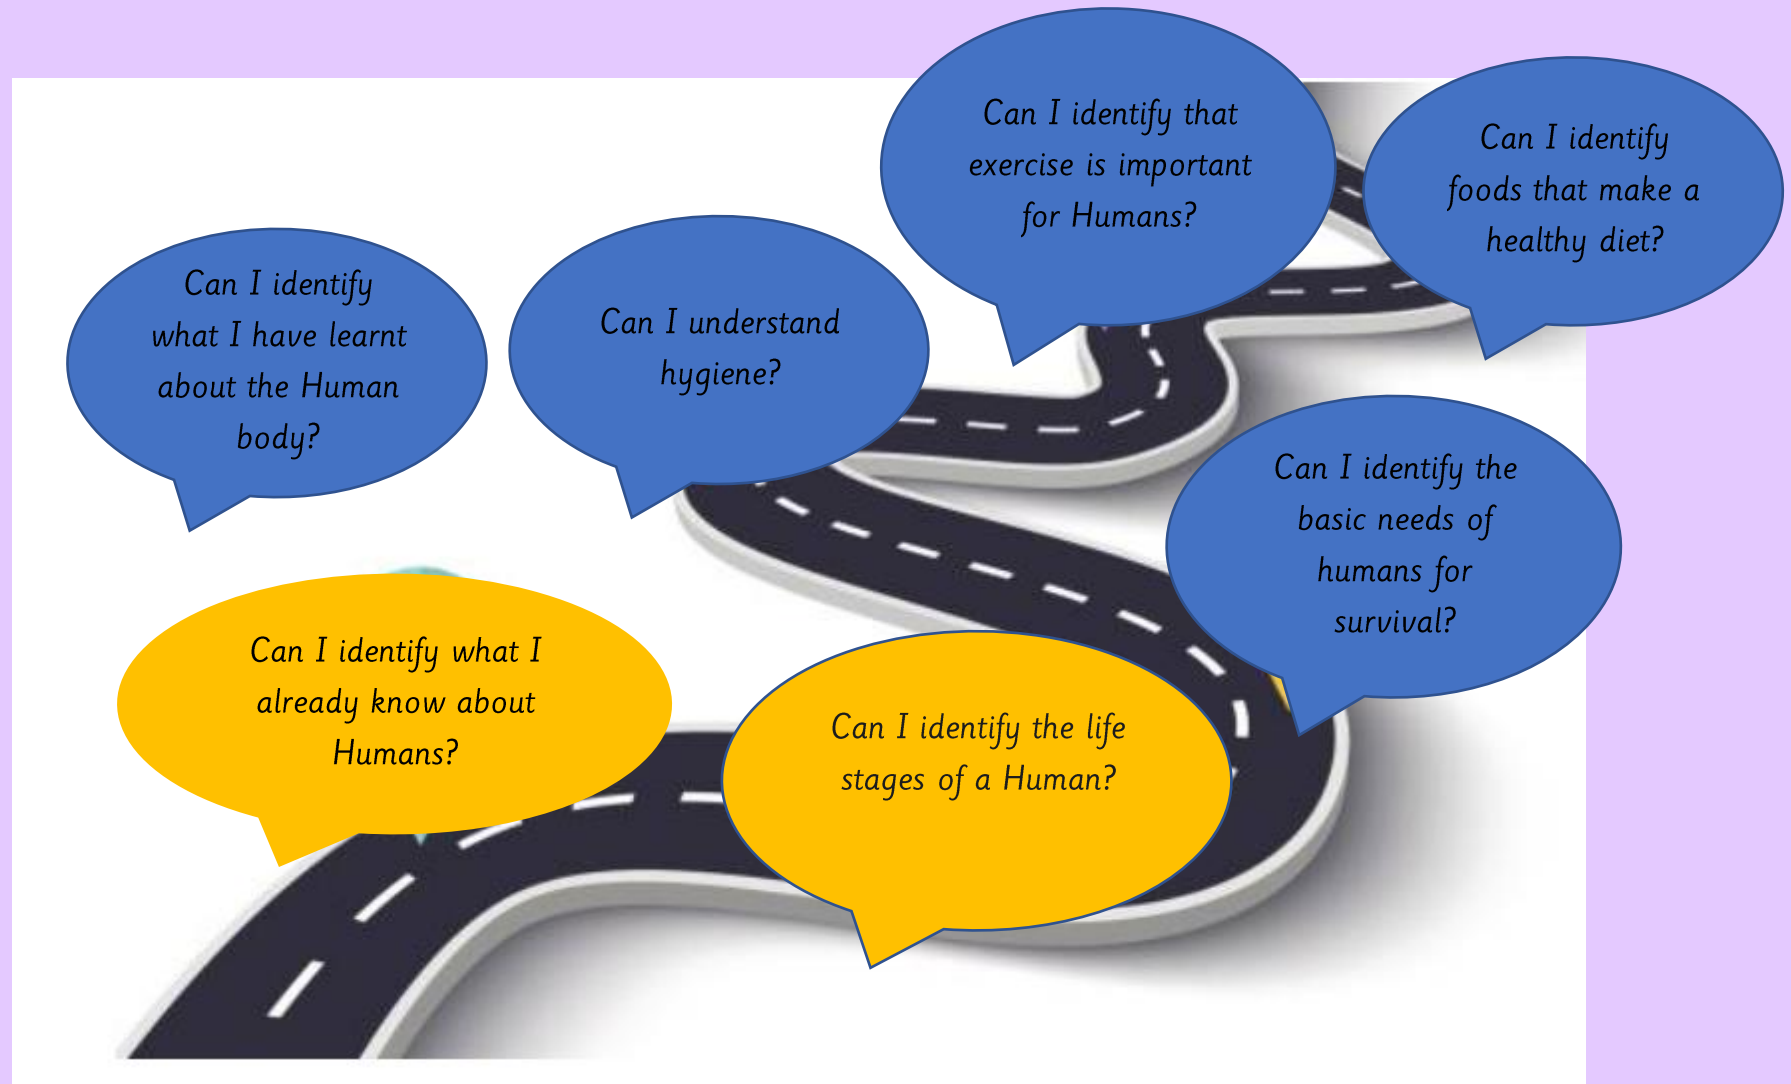 Can I identify that
exercise is important
for Humans?
Can I identify
foods that make a
healthy diet?
Can I identify
what I have learnt
about the Human
body?
Can I understand
hygiene?
Can I identify the
basic needs of
humans for
survival?
Can I identify what I
already know about
Humans?
Can I identify the life
stages of a Human?